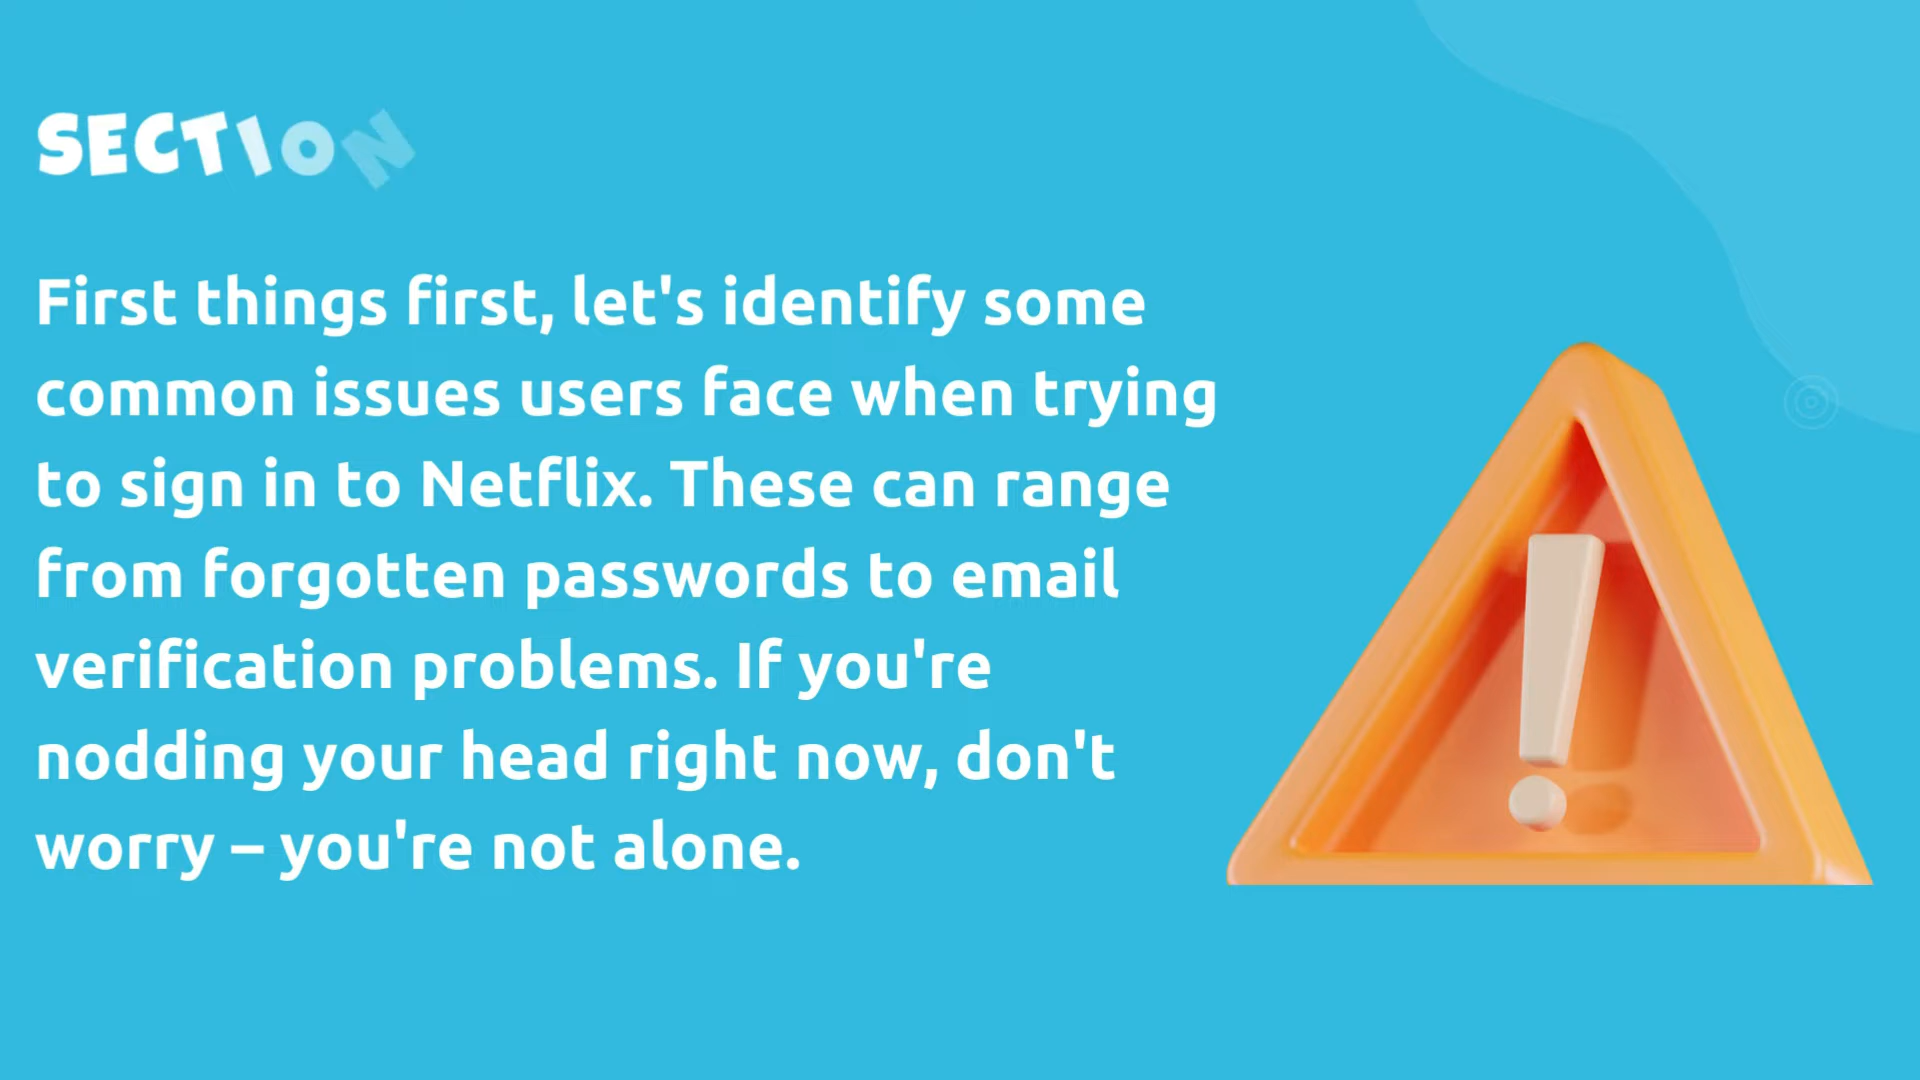 SECTION
First things first, let's identify some
common issues users face when trying
to sign in to Netflix. These can range
from forgotten passwords to email
verification problems. If you're
nodding your head right now, don't
worry – you're not alone.